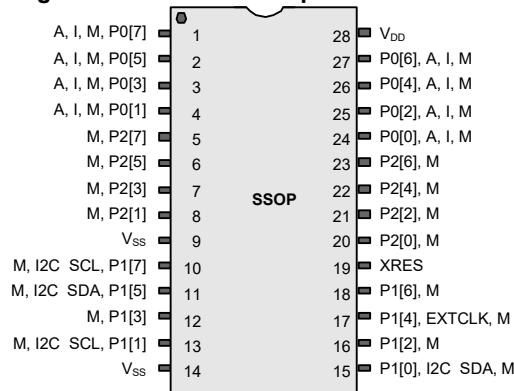 A, I, M, P0[7] 1 28 VDD
A, I, M, P0[5] 2 27 P0[6], A, I, M
A, I, M, P0[3] 3 26 P0[4], A, I, M
A, I, M, P0[1] 4 25 P0[2], A, I, M
M, P2[7] 5 24 P0[0], A, I, M
M, P2[5] 6 23 P2[6], M
M, P2[3] 7 SSOP 22 P2[4], M
M, P2[1] 8 21 P2[2], M
VSS 9 20 P2[0], M
M, I2C SCL, P1[7] 10 19 XRES
M, I2C SDA, P1[5] 11 18 P1[6], M
M, P1[3] 12 17 P1[4], EXTCLK, M
M, I2C SCL, P1[1] 13 16 P1[2], M
VSS 14 15 P1[0], I2C SDA, M